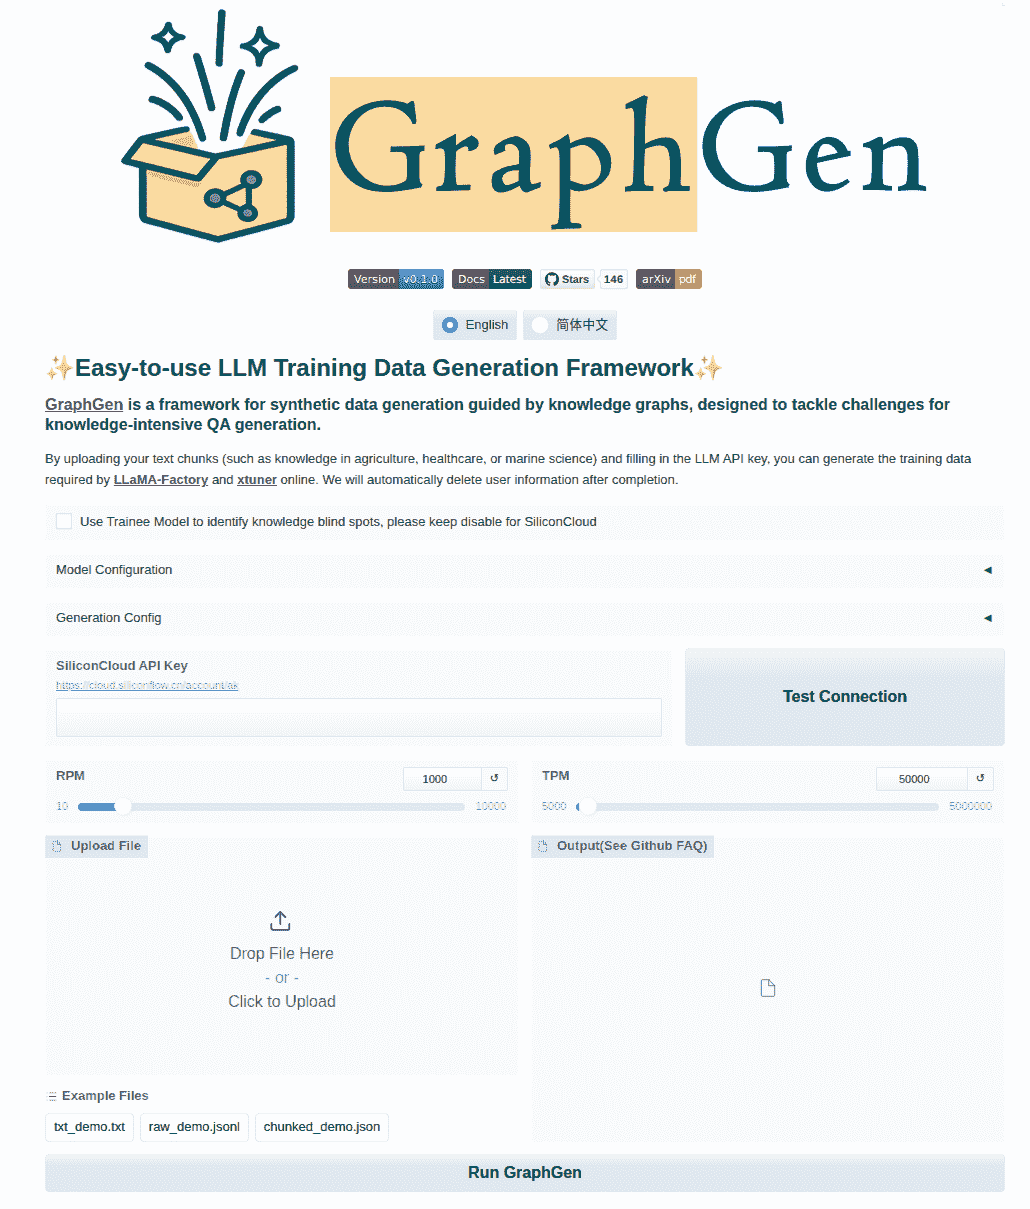 GraphGen
Version v0.1.0 Docs Latest Stars 146 arXiv pdf
English 简体中文
✨Easy-to-use LLM Training Data Generation Framework✨
GraphGen is a framework for synthetic data generation guided by knowledge graphs, designed to tackle challenges for
knowledge-intensive QA generation.
By uploading your text chunks (such as knowledge in agriculture, healthcare, or marine science) and filling in the LLM API key, you can generate the training data
required by LLaMA-Factory and xtuner online. We will automatically delete user information after completion.
Use Trainee Model to identify knowledge blind spots, please keep disable for SiliconCloud
Model Configuration
Generation Config
SiliconCloud API Key
https://cloud.siliconflow.cn/account/ak
Test Connection
RPM 1000
10 10000
TPM 50000
5000 5000000
Upload File
Drop File Here
- or -
Click to Upload
Output(See Github FAQ)
Example Files
txt_demo.txt raw_demo.jsonl chunked_demo.json
Run GraphGen